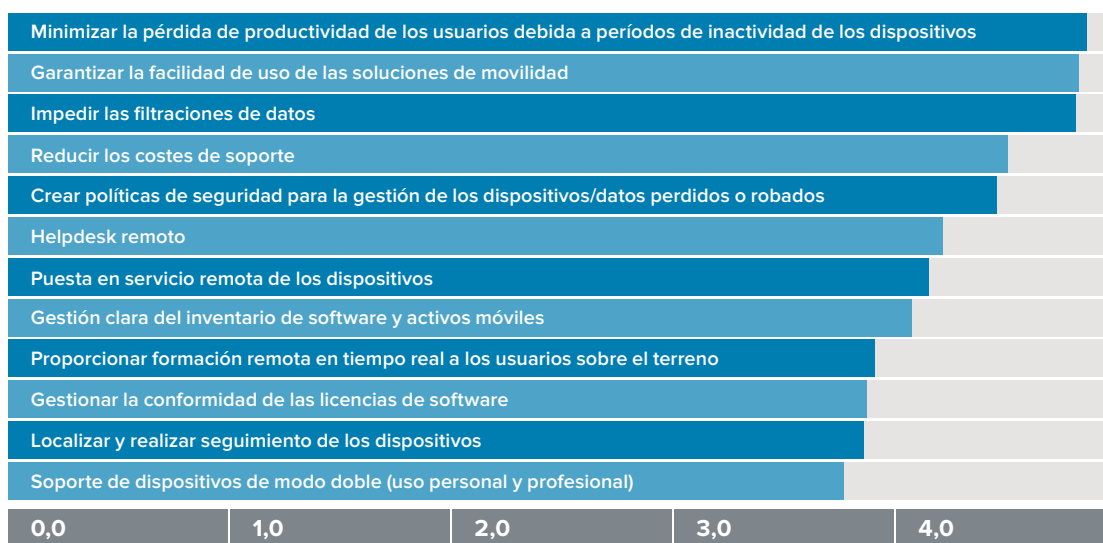 Minimizar la pérdida de productividad de los usuarios debida a períodos de inactividad de los dispositivos
Garantizar la facilidad de uso de las soluciones de movilidad
Impedir las filtraciones de datos
Reducir los costes de soporte
Crear políticas de seguridad para la gestión de los dispositivos/datos perdidos o robados
Helpdesk remoto
Puesta en servicio remota de los dispositivos
Gestión clara del inventario de software y activos móviles
Proporcionar formación remota en tiempo real a los usuarios sobre el terreno
Gestionar la conformidad de las licencias de software
Localizar y realizar seguimiento de los dispositivos
Soporte de dispositivos de modo doble (uso personal y profesional)
0,0 1,0 2,0 3,0 4,0